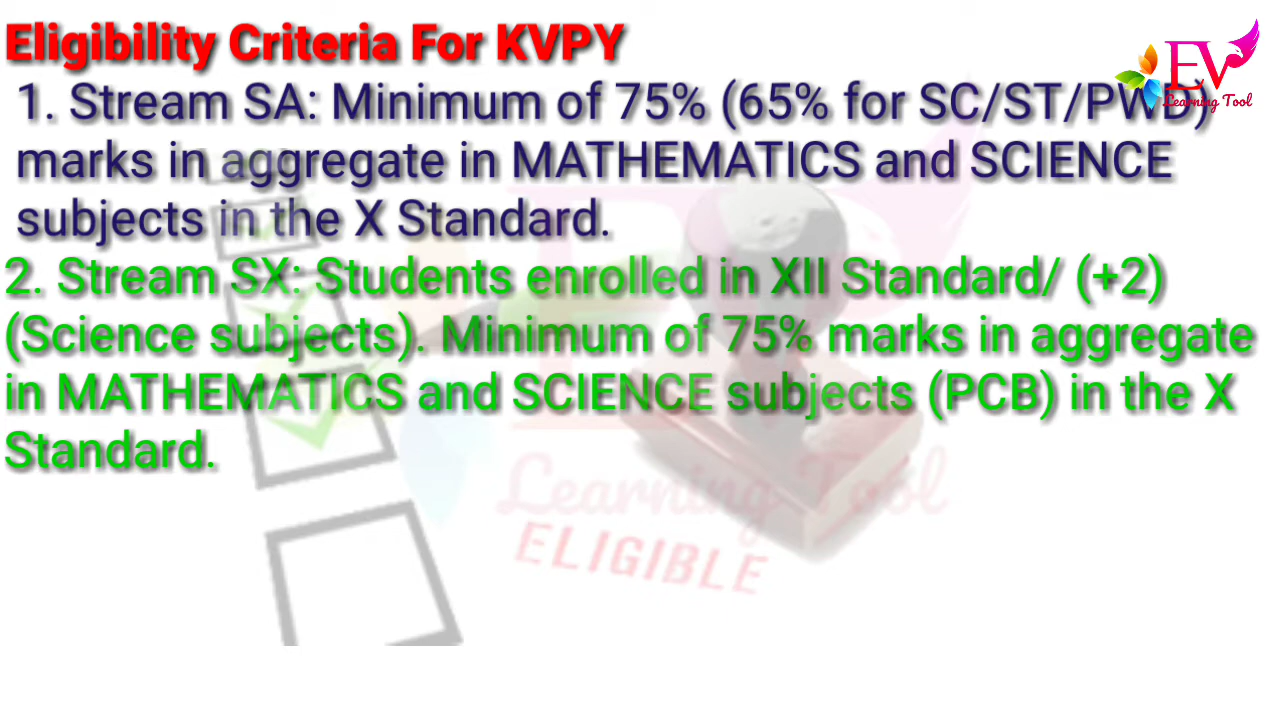 Eligibility Criteria For KVPY
EV
Learning Tool
1. Stream SA: Minimum of 75% (65% for SC/ST/PWD)
marks in aggregate in MATHEMATICS and SCIENCE
subjects in the X Standard.
2. Stream SX: Students enrolled in XII Standard/ (+2)
(Science subjects). Minimum of 75% marks in aggregate
in MATHEMATICS and SCIENCE subjects (PCB) in the X
Standard.
Learning Tool
ELIGIBLE